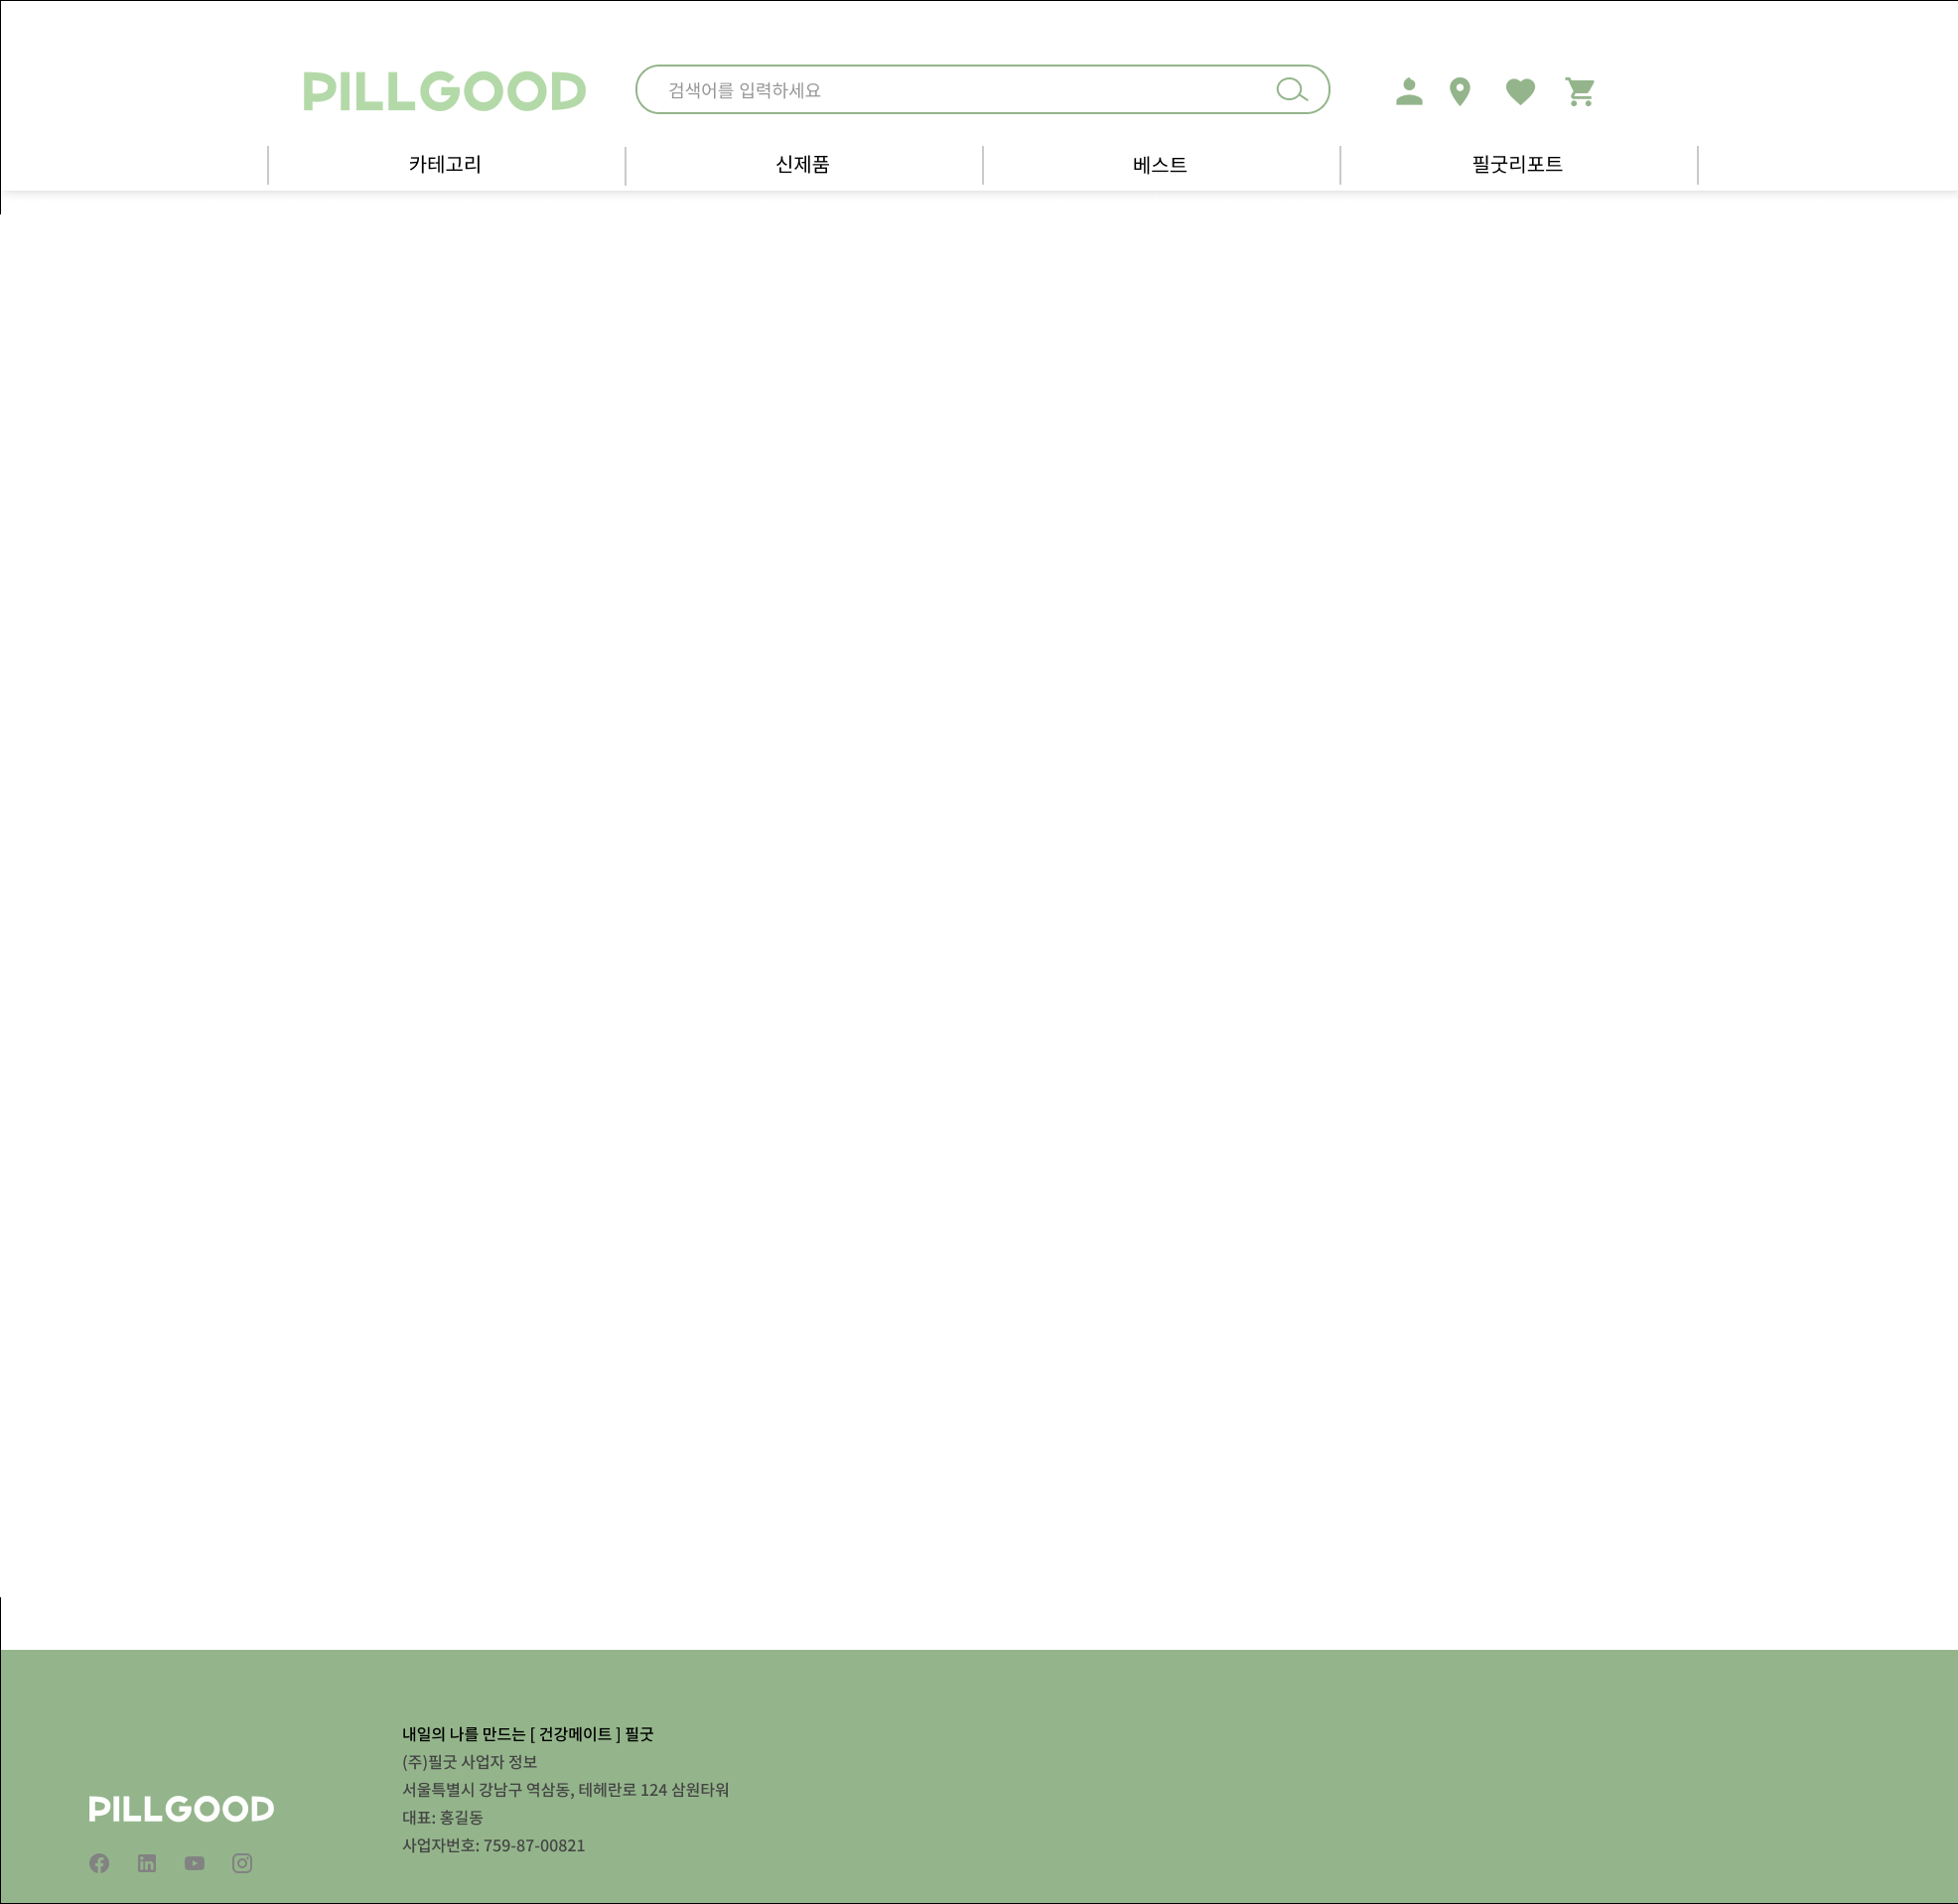 PILLGOOD
검색어를 입력하세요
카테고리
신제품
베스트
필굿리포트
내일의 나를 만드는 [ 건강메이트 ] 필굿
(주)필굿 사업자 정보
서울특별시 강남구 역삼동, 테헤란로 124 삼원타워
대표: 홍길동
사업자번호: 759-87-00821
PILLGOOD